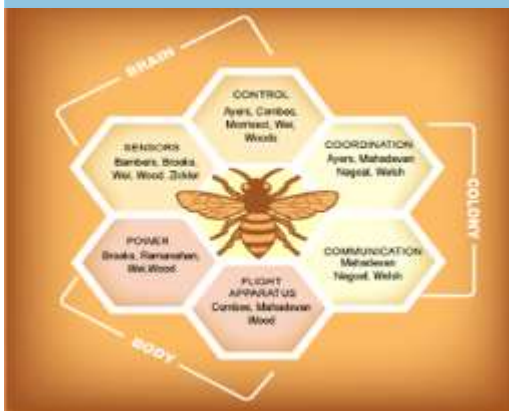 BRAIN
CONTROL
Ayers, Combes,
Morrisett, Wei,
Woods
SENSORS
Bambers, Brooks,
Wei, Wood. Zickler
COORDINATION
Ayers, Mahadevan
Nagpal, Welsh
COLONY
POWER
Brooks, Ramanathan,
Wei, Wood
COMMUNICATION
Mahadevan
Nagpal, Welsh
FLIGHT
APPARATUS
Combes, Mahadevan
Wood
BODY